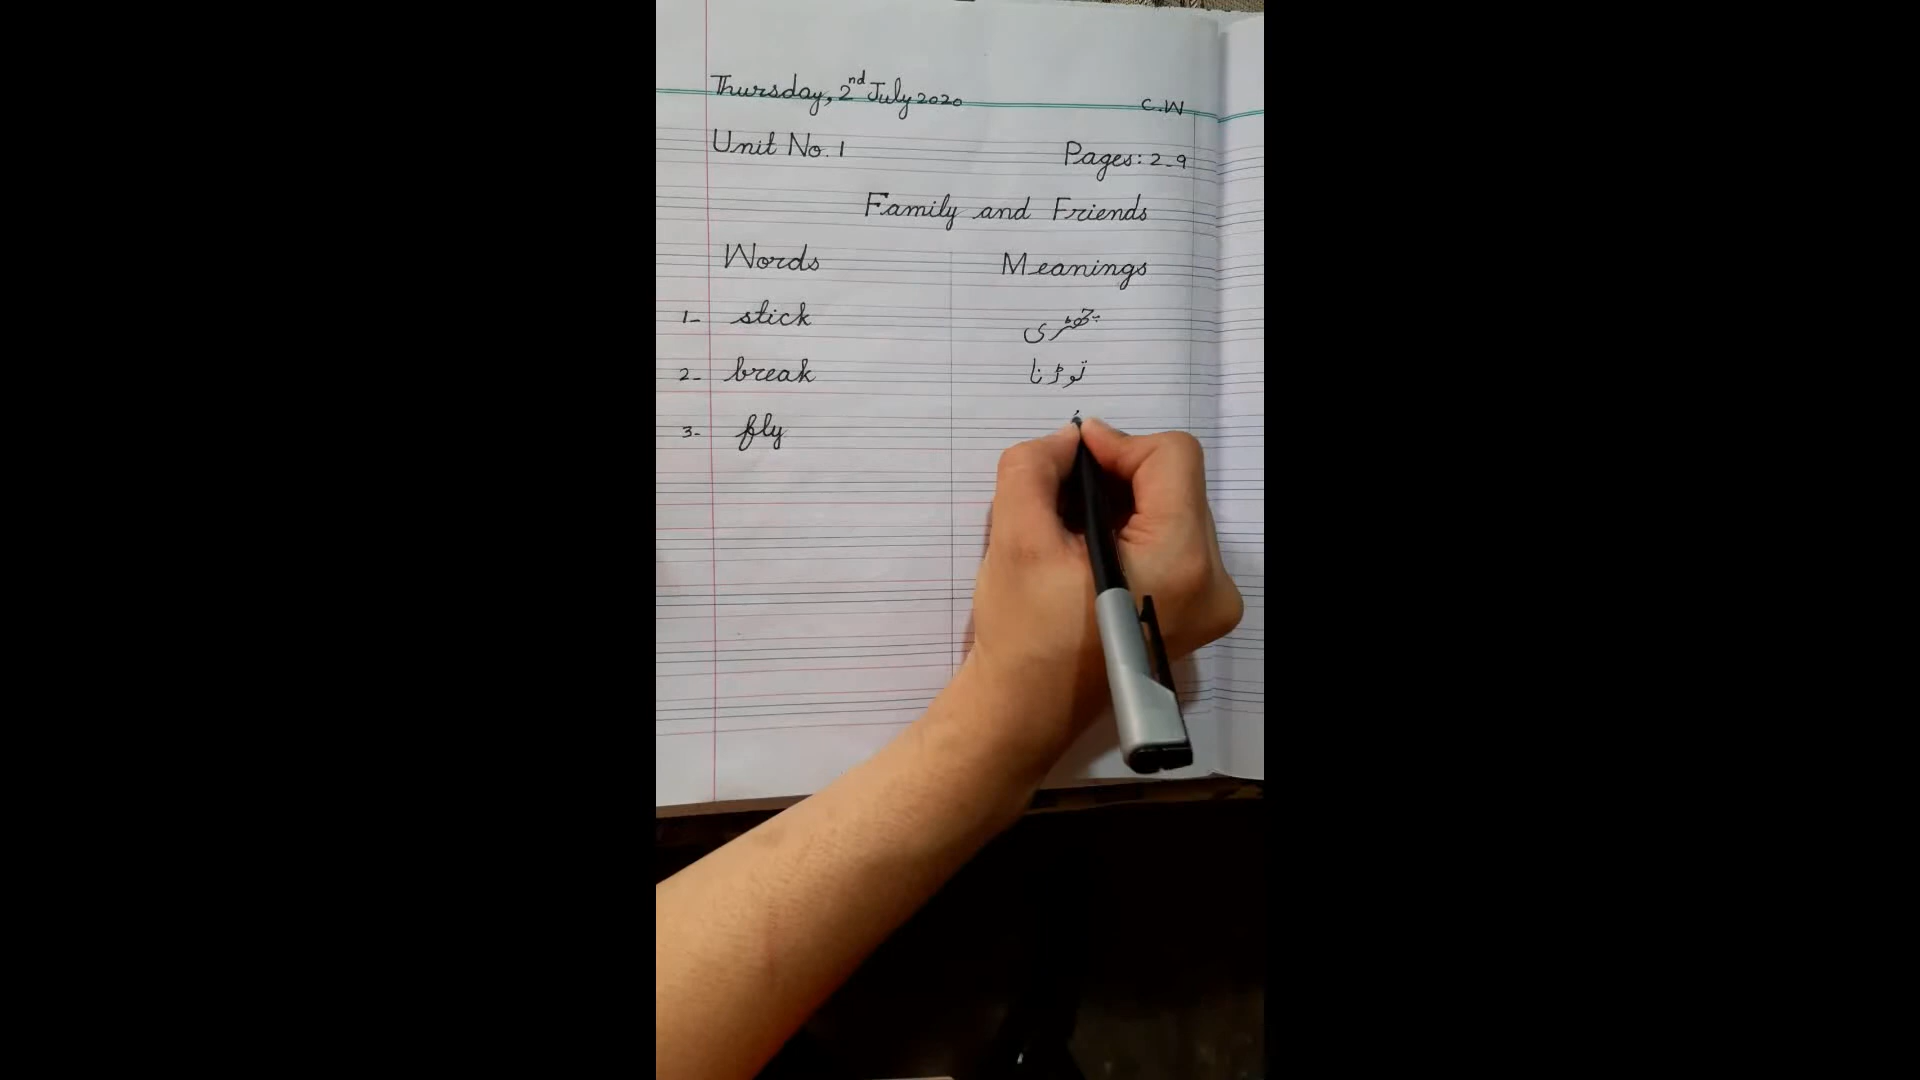 Thursday, 2nd July 2020 C.W
Unit No. 1 Pages: 2-9
Family and Friends
Words Meanings
1- stick چھڑی
2- break توڑنا
3- fly